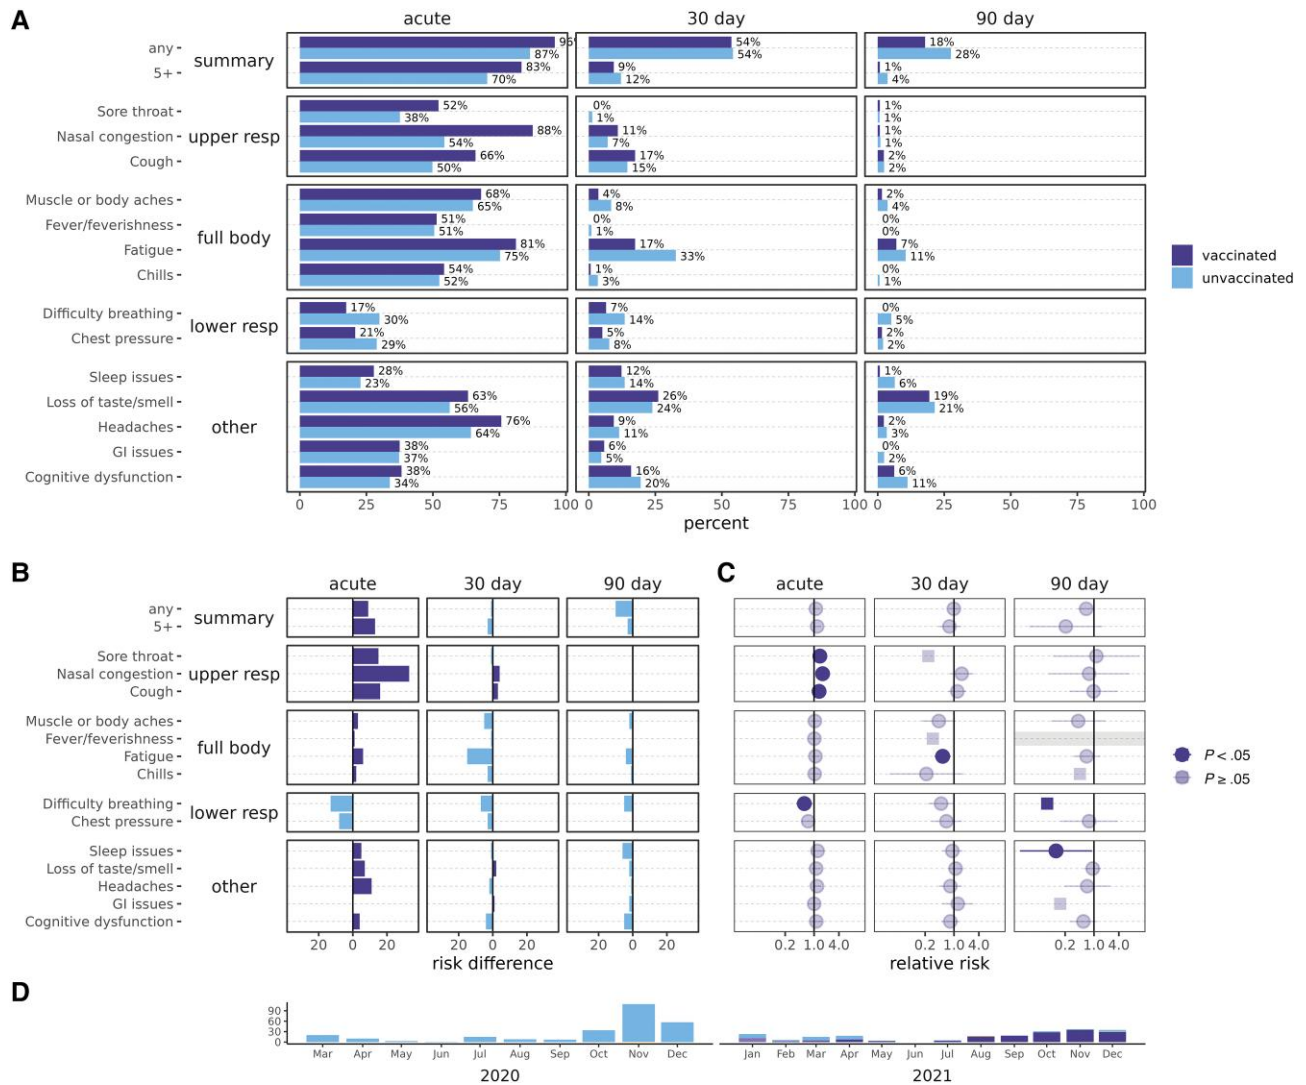 A
acute 30 day 90 day
any 96% 54% 18%
summary 87% 54% 28%
5+ 83% 9% 1%
70% 12% 4%
Sore throat 52% 0% 1%
38% 1% 1%
Nasal congestion upper resp 88% 11% 1%
54% 7% 1%
Cough 66% 17% 2%
50% 15% 2%
Muscle or body aches 68% 4% 2%
65% 8% 4%
Fever/feverishness 51% 0% 0%
full body 51% 1% 0%
Fatigue 81% 17% 7%
75% 33% 11%
Chills 54% 1% 0%
52% 3% 1%
vaccinated
unvaccinated
Difficulty breathing 17% 7% 0%
lower resp 30% 14% 5%
Chest pressure 21% 5% 2%
29% 8% 2%
Sleep issues 28% 12% 1%
23% 14% 6%
Loss of taste/smell 63% 26% 19%
56% 24% 21%
Headaches other 76% 9% 2%
64% 11% 3%
GI issues 38% 6% 0%
37% 5% 2%
Cognitive dysfunction 38% 16% 6%
34% 20% 11%
0 25 50 75 100 0 25 50 75 100 0 25 50 75 100
percent
B
acute 30 day 90 day
any
summary
5+
Sore throat
Nasal congestion upper resp
Cough
Muscle or body aches
Fever/feverishness
full body
Fatigue
Chills
Difficulty breathing
lower resp
Chest pressure
Sleep issues
Loss of taste/smell
Headaches other
GI issues
Cognitive dysfunction
20 0 20 20 0 20 20 0 20
risk difference
C
acute 30 day 90 day
P < .05
P ≥ .05
0.2 1.0 4.0 0.2 1.0 4.0 0.2 1.0 4.0
relative risk
D
90
60
30
0
Mar Apr May Jun Jul Aug Sep Oct Nov Dec Jan Feb Mar Apr May Jun Jul Aug Sep Oct Nov Dec
2020 2021